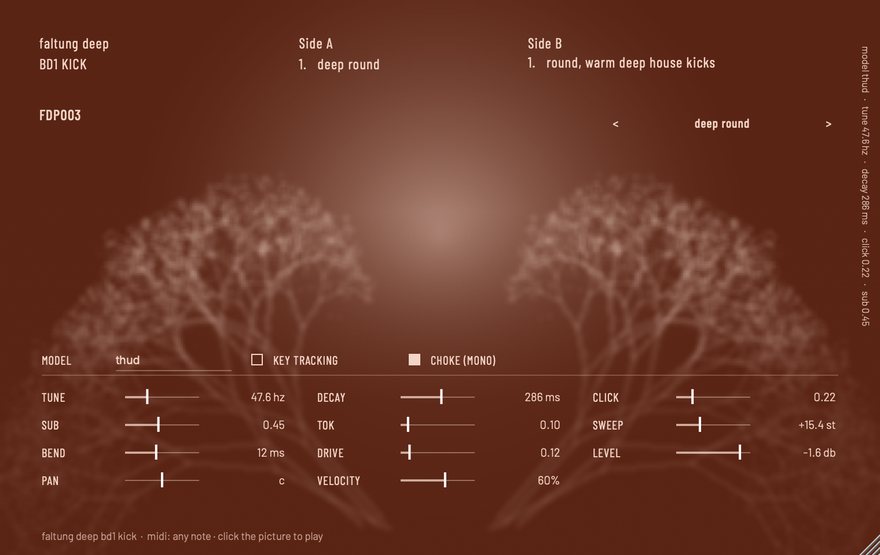 faltung deep
BD1 KICK
FDP003
Side A
1. deep round
Side B
1. round, warm deep house kicks
< deep round >
model thud · tune 47.6 hz · decay 286 ms · click 0.22 · sub 0.45
MODEL thud KEY TRACKING CHOKE (MONO)
TUNE 47.6 hz DECAY 286 ms CLICK 0.22
SUB 0.45 TOK 0.10 SWEEP +15.4 st
BEND 12 ms DRIVE 0.12 LEVEL -1.6 db
PAN c VELOCITY 60%
faltung deep bd1 kick · midi: any note · click the picture to play